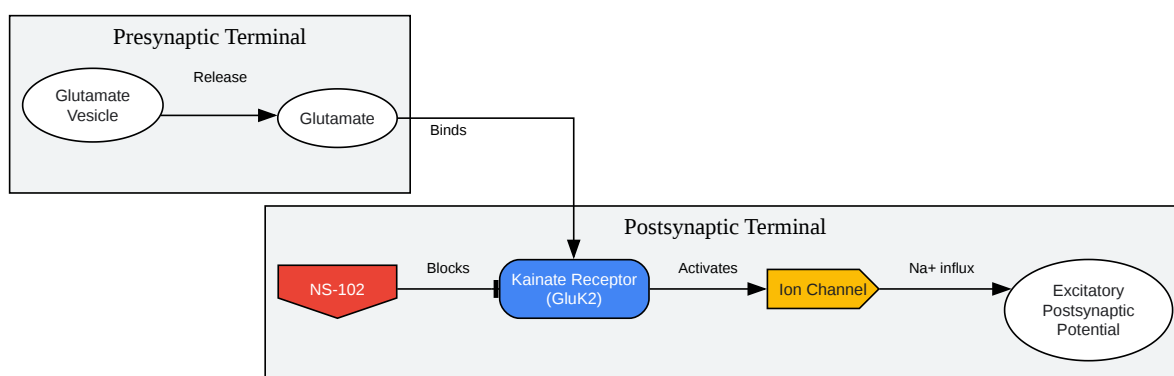 Presynaptic Terminal
Glutamate
Vesicle
Release
Glutamate
Binds
Postsynaptic Terminal
NS-102
Blocks
Kainate Receptor
(GluK2)
Activates
Ion Channel
Na+ influx
Excitatory
Postsynaptic
Potential